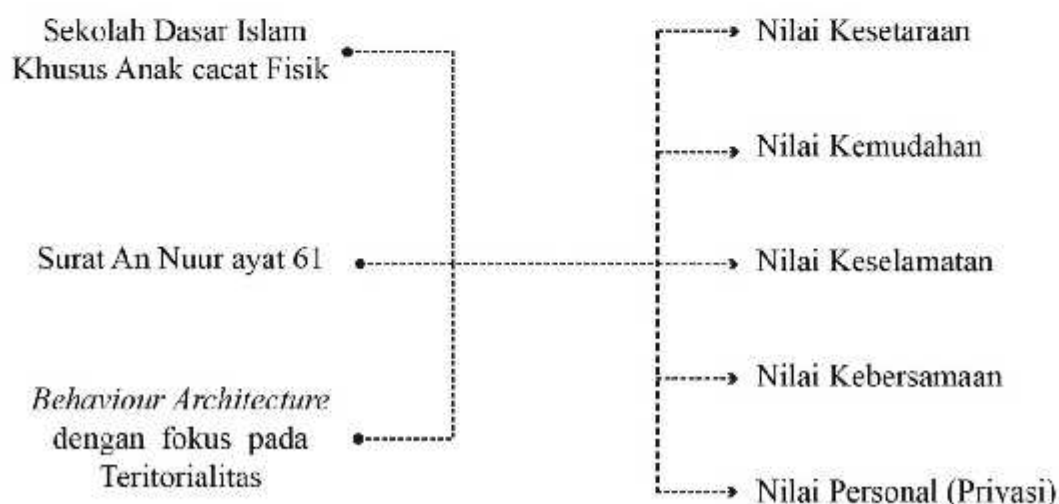 Sekolah Dasar Islam
Khusus Anak cacat Fisik
Surat An Nuur ayat 61
Behaviour Architecture
dengan fokus pada
Teritorialitas
Nilai Kesetaraan
Nilai Kemudahan
Nilai Keselamatan
Nilai Kebersamaan
Nilai Personal (Privasi)